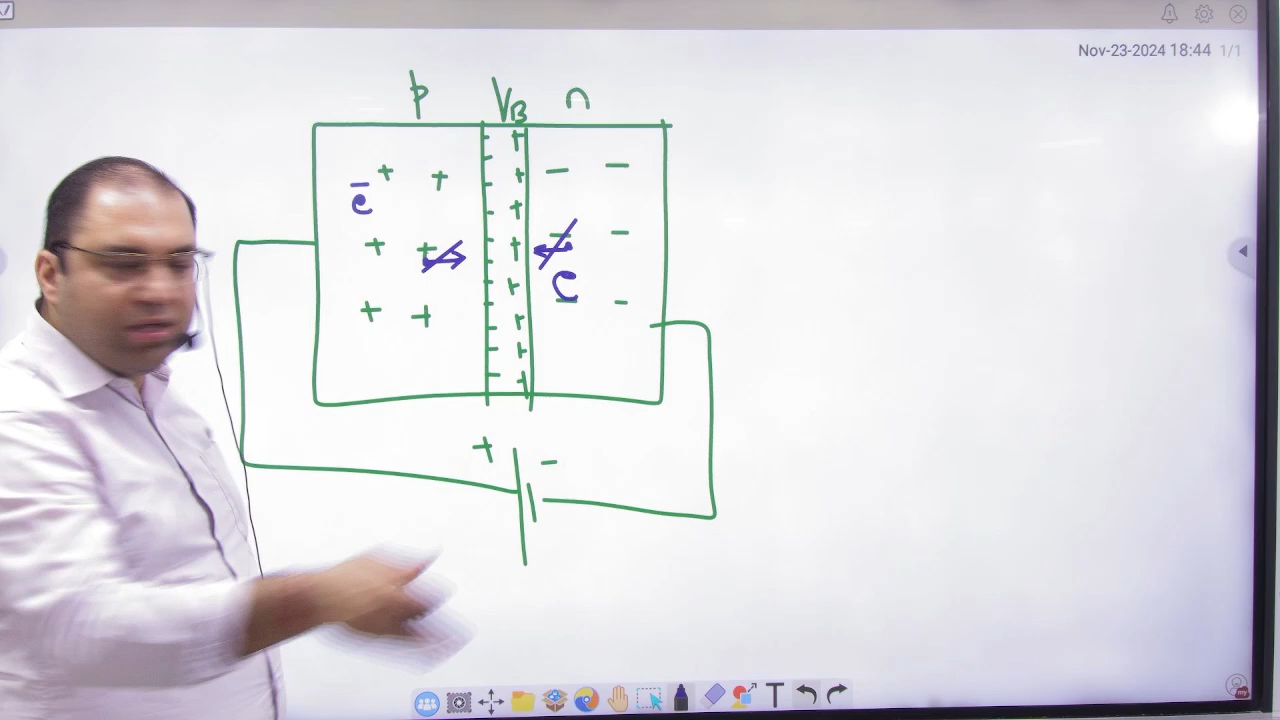 Nov-23-2024 18:44 1/1
p VB n
+ + - + - -
ē
+ + - + - -
e
+ + - + - -
+ -
T